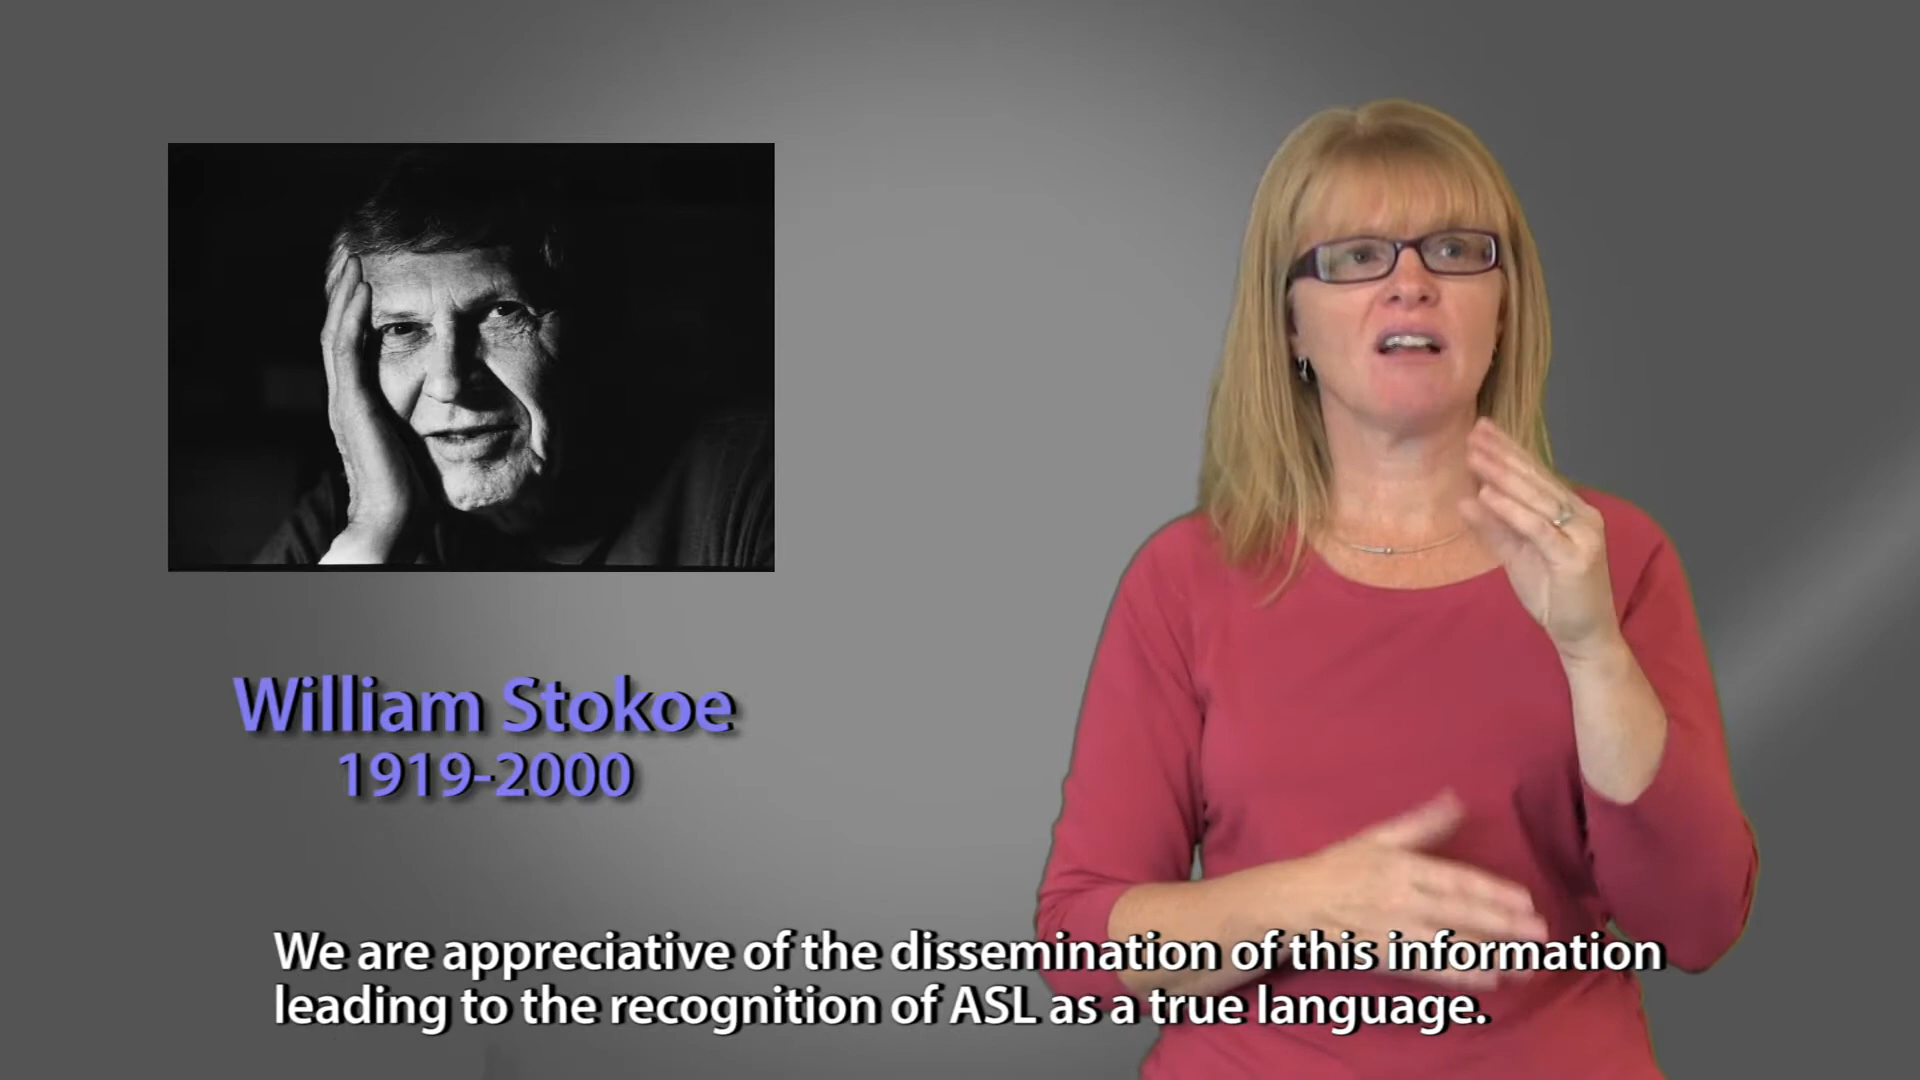 William Stokoe
1919-2000
We are appreciative of the dissemination of this information
leading to the recognition of ASL as a true language.